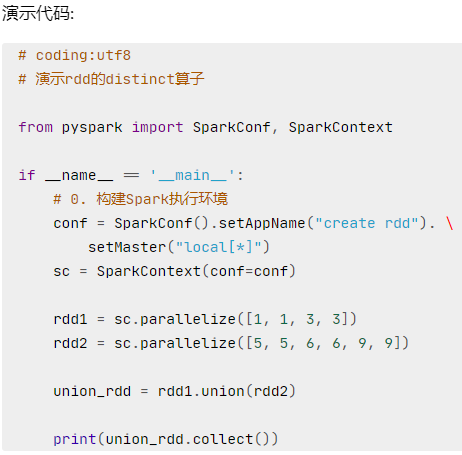 演示代码:
# coding:utf8
# 演示rdd的distinct算子
from pyspark import SparkConf, SparkContext
if __name__ == '__main__':
    # 0. 构建Spark执行环境
    conf = SparkConf().setAppName("create rdd"). \
        setMaster("local[*]")
    sc = SparkContext(conf=conf)
    rdd1 = sc.parallelize([1, 1, 3, 3])
    rdd2 = sc.parallelize([5, 5, 6, 6, 9, 9])
    union_rdd = rdd1.union(rdd2)
    print(union_rdd.collect())